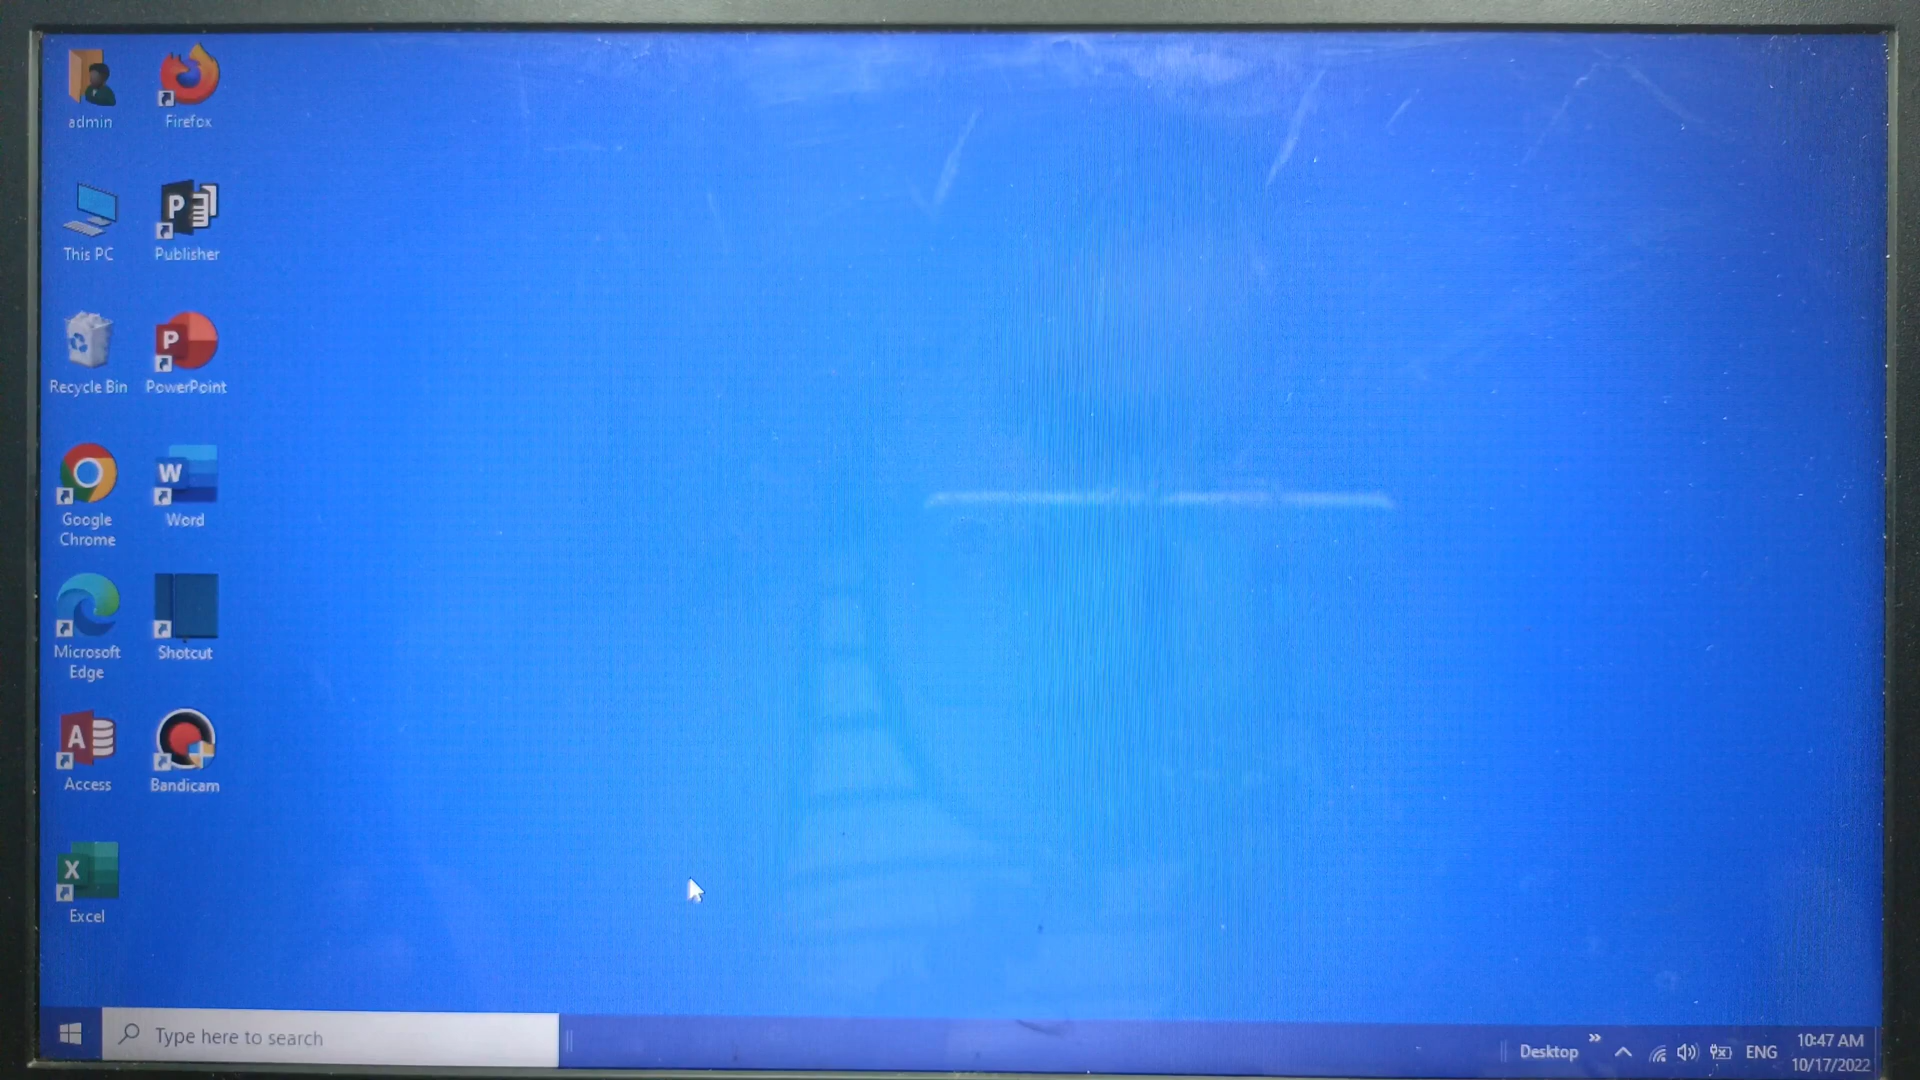 admin
Firefox
This PC
Publisher
Recycle Bin
PowerPoint
Google
Chrome
Word
Microsoft
Edge
Shotcut
Access
Bandicam
Excel
Type here to search
Desktop
ENG
10:47 AM
10/17/2022